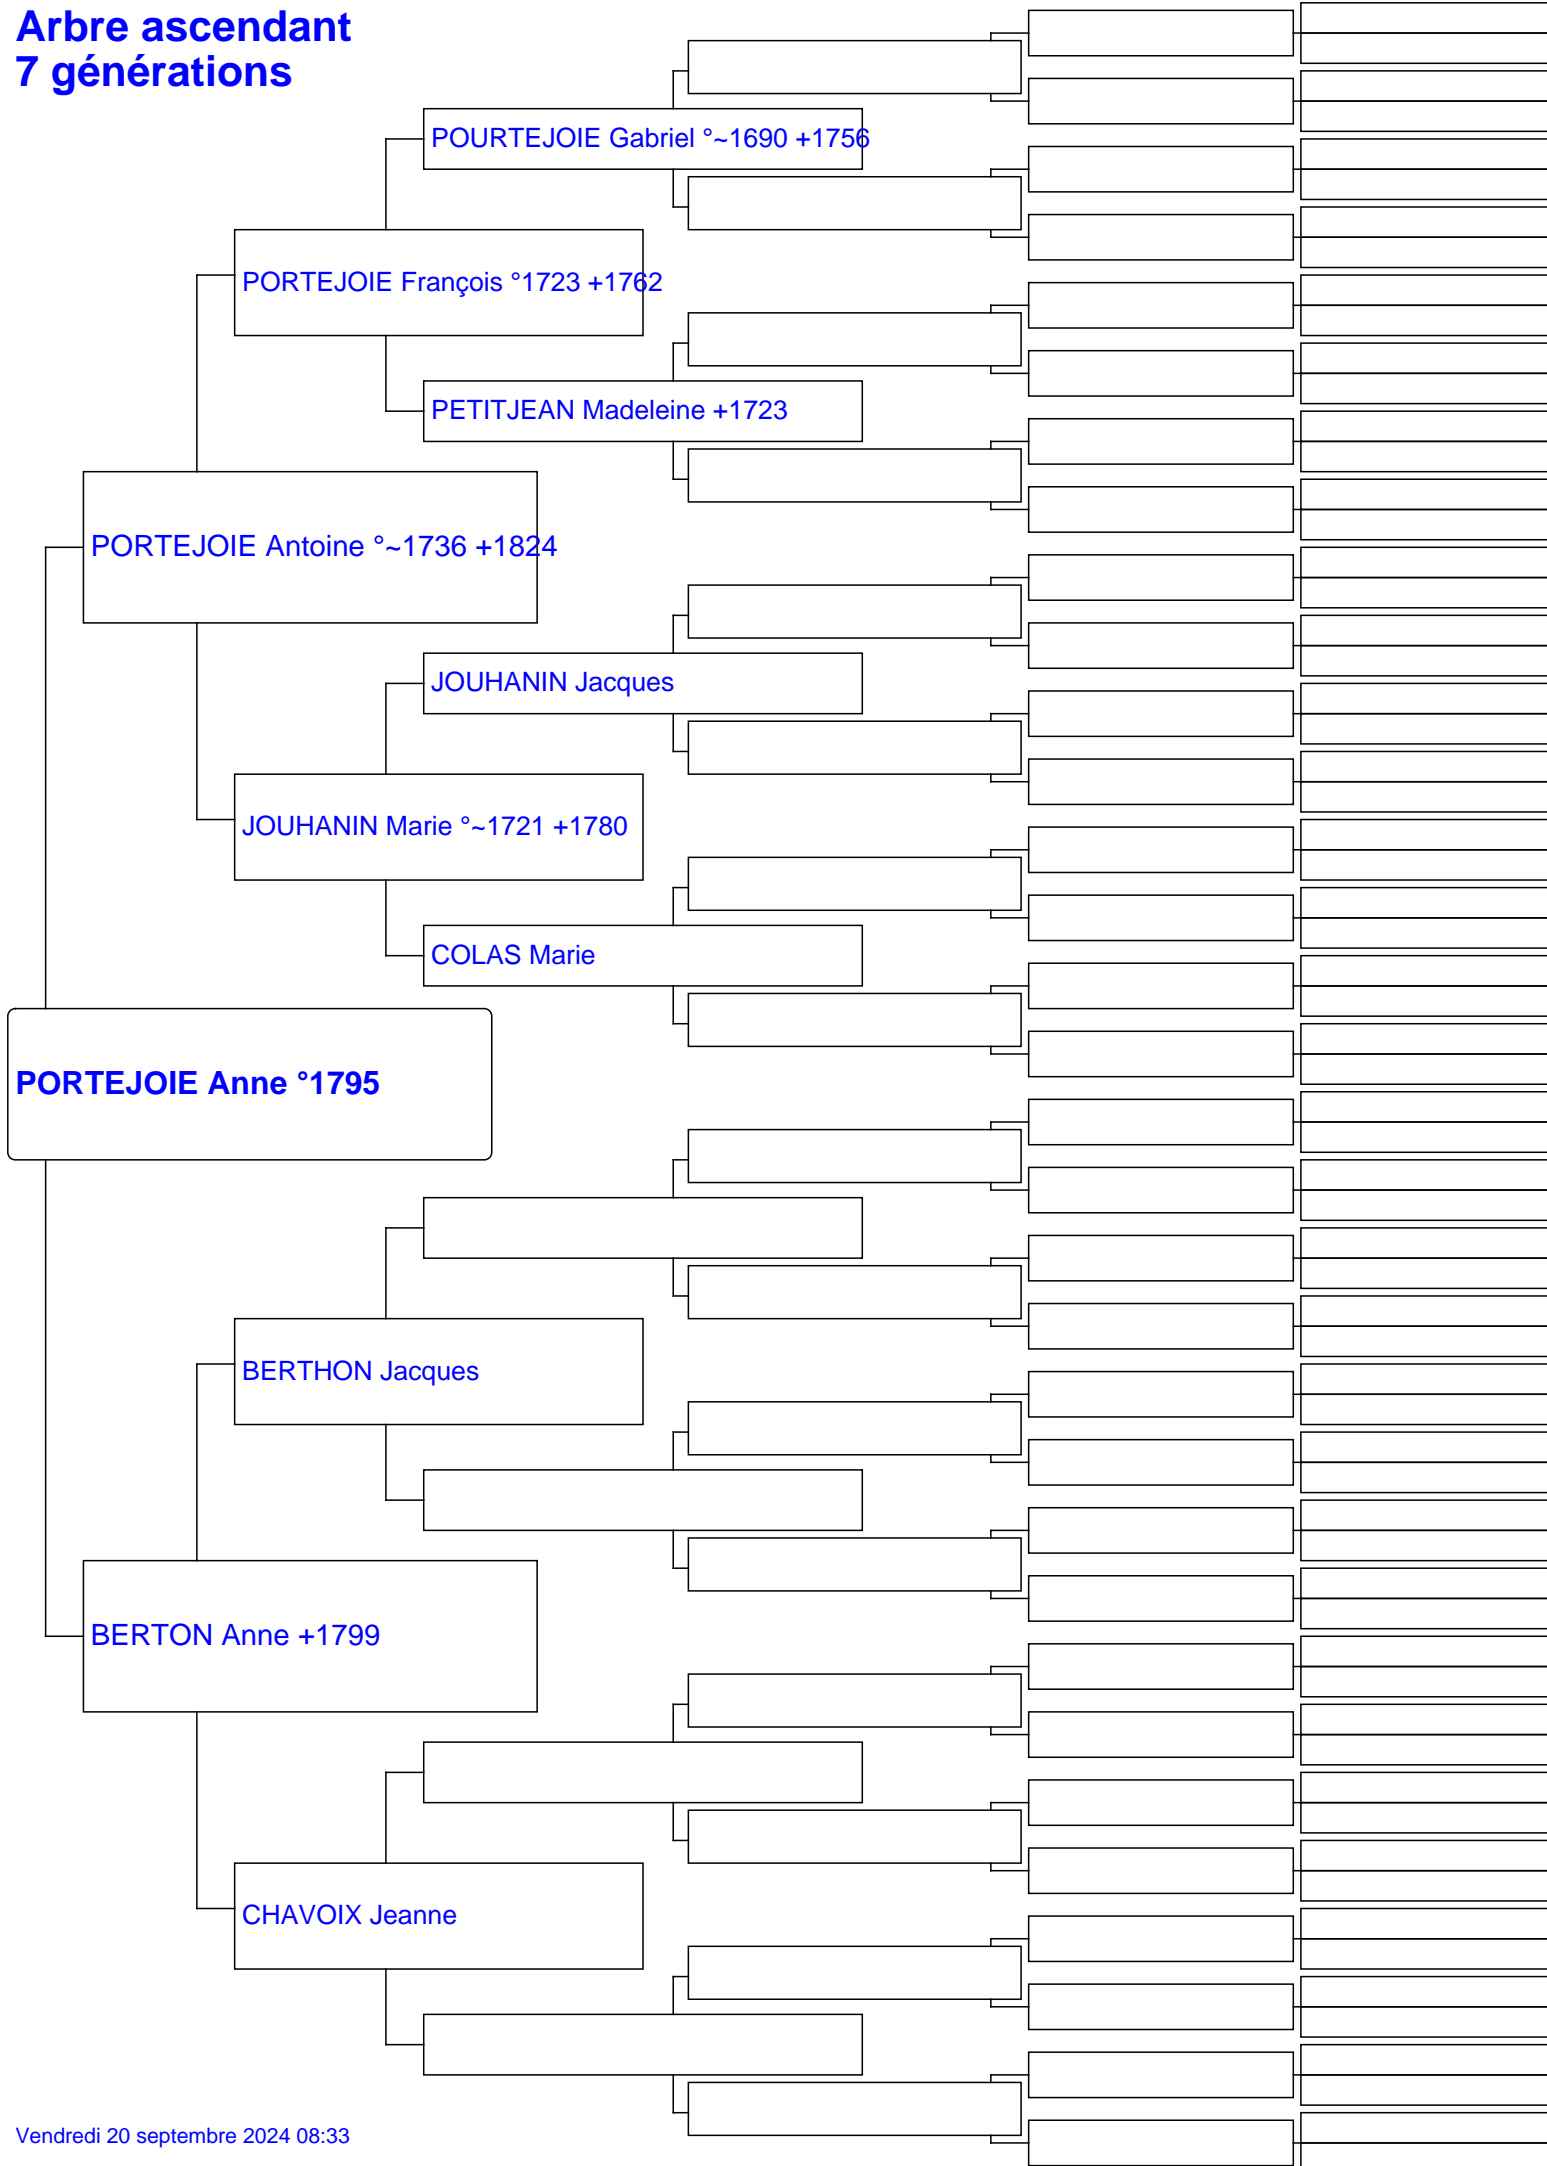 Arbre ascendant
7 générations
POURTEJOIE Gabriel °~1690 +1756
PORTEJOIE François °1723 +1762
PETITJEAN Madeleine +1723
PORTEJOIE Antoine °~1736 +1824
JOUHANIN Jacques
JOUHANIN Marie °~1721 +1780
COLAS Marie
PORTEJOIE Anne °1795
BERTHON Jacques
BERTON Anne +1799
CHAVOIX Jeanne
Vendredi 20 septembre 2024 08:33